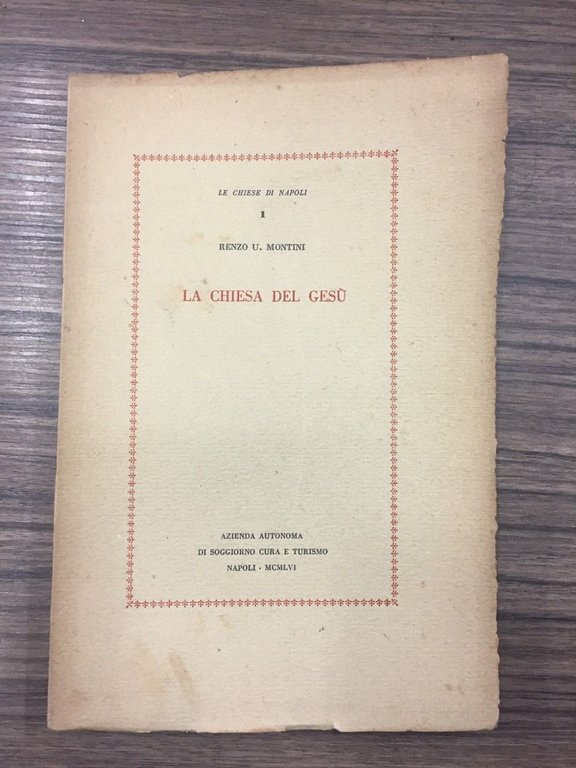 LE CHIESE DI NAPOLI
1
RENZO U. MONTINI
LA CHIESA DEL GESÙ
AZIENDA AUTONOMA
DI SOGGIORNO CURA E TURISMO
NAPOLI - MCMLVI